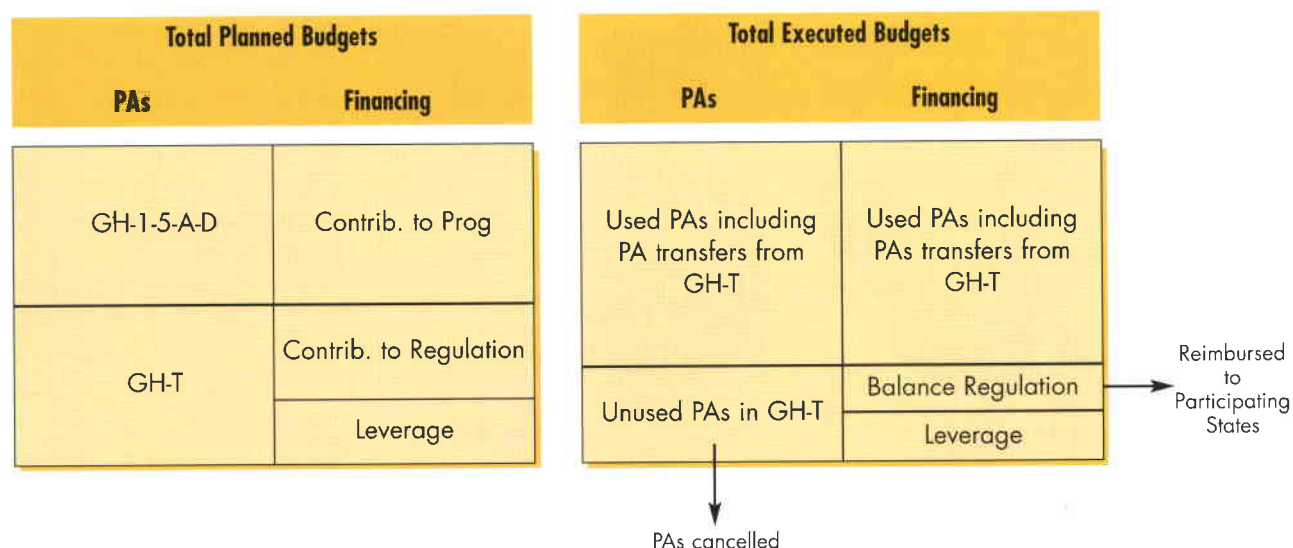 Total Planned Budgets
PAs
Financing
GH-1-5-A-D
Contrib. to Prog
GH-T
Contrib. to Regulation
Leverage
Total Executed Budgets
PAs
Financing
Used PAs including
PA transfers from
GH-T
Used PAs including
PAs transfers from
GH-T
Unused PAs in GH-T
Balance Regulation
Leverage
Reimbursed
to
Participating
States
PAs cancelled